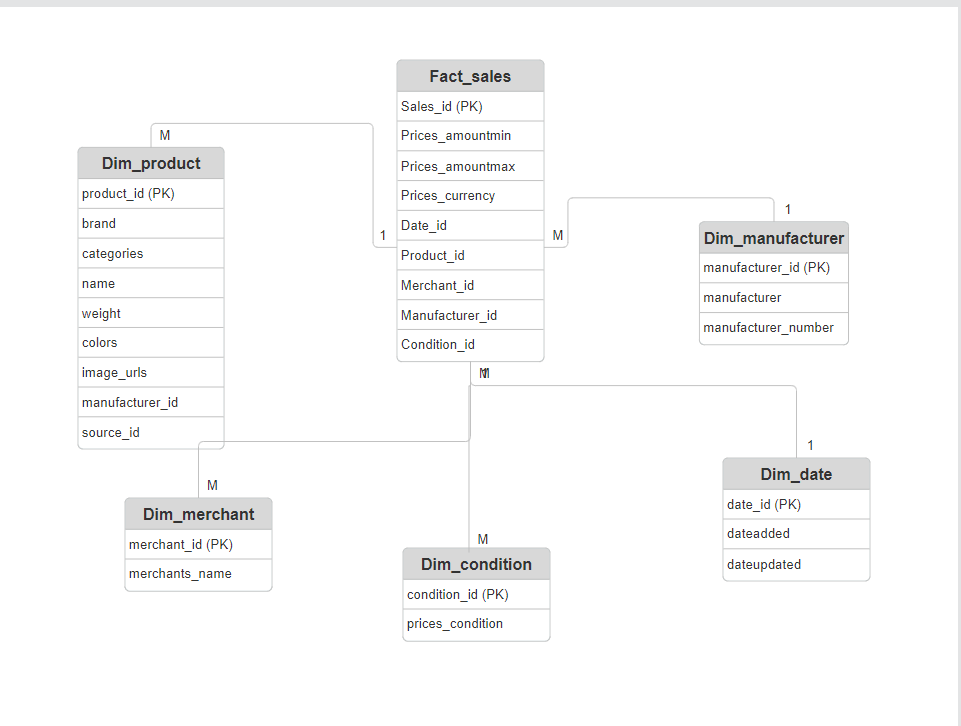 Fact_sales
Sales_id (PK)
Prices_amountmin
Prices_amountmax
Prices_currency
Date_id
Product_id
Merchant_id
Manufacturer_id
Condition_id
M
1
Dim_product
product_id (PK)
brand
categories
name
weight
colors
image_urls
manufacturer_id
source_id
M
1
Dim_manufacturer
manufacturer_id (PK)
manufacturer
manufacturer_number
M
M
Dim_merchant
merchant_id (PK)
merchants_name
M
Dim_condition
condition_id (PK)
prices_condition
1
Dim_date
date_id (PK)
dateadded
dateupdated